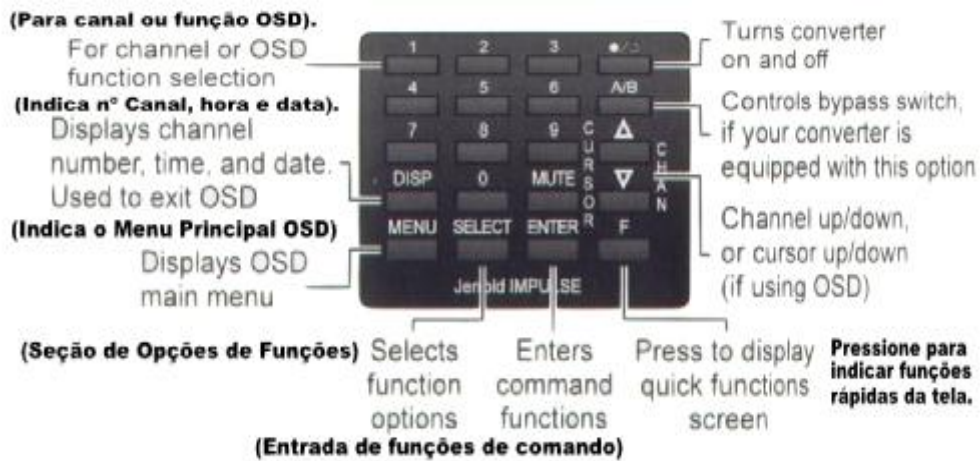 (Para canal ou função OSD).
For channel or OSD
function selection
(Indica nº Canal, hora e data).
Displays channel
number, time, and date.
Used to exit OSD
(Indica o Menu Principal OSD)
Displays OSD
main menu
1 2 3
4 5 6 A/B
7 8 9
DISP 0 MUTE
MENU SELECT ENTER F
CURSOR
CHAN
Jerrold IMPULSE
Turns converter
on and off
Controls bypass switch,
if your converter is
equipped with this option
Channel up/down,
or cursor up/down
(if using OSD)
(Seção de Opções de Funções)
Selects
function
options
(Entrada de funções de comando)
Enters
command
functions
Press to display
quick functions
screen
Pressione para
indicar funções
rápidas da tela.